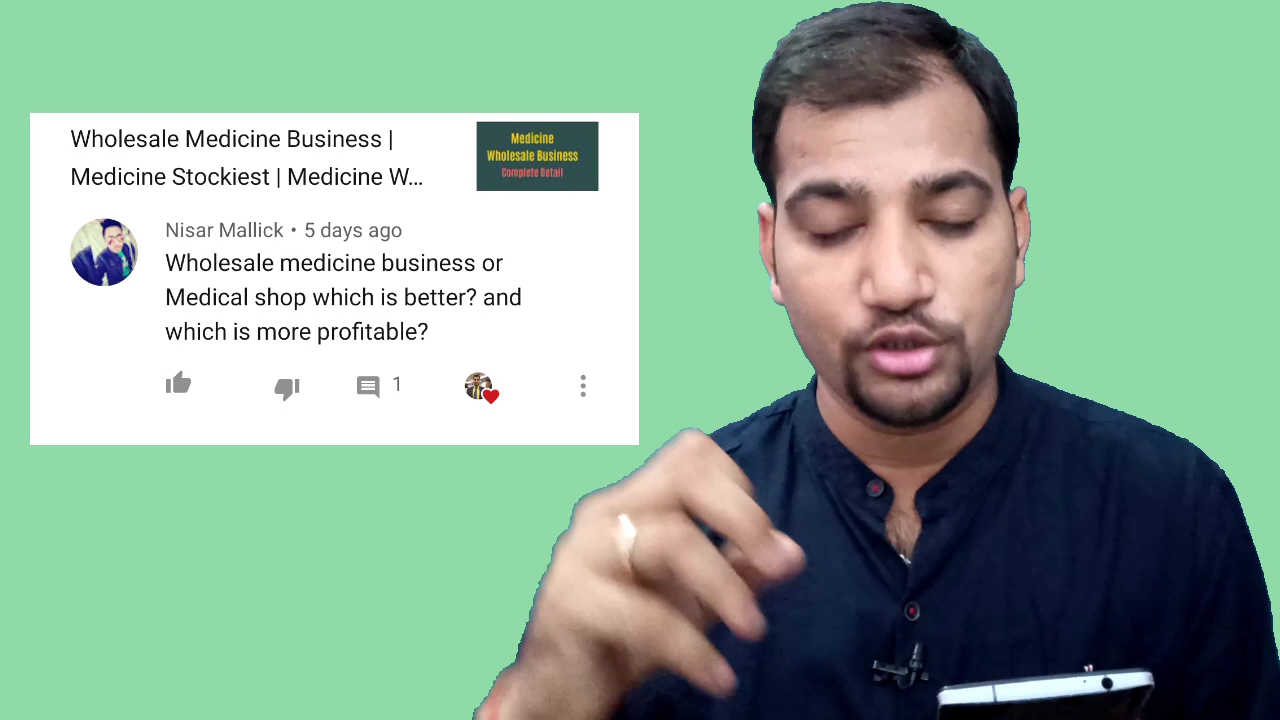 Wholesale Medicine Business |
Medicine Stockiest | Medicine W...
Medicine
Wholesale Business
Complete Detail
Nisar Mallick • 5 days ago
Wholesale medicine business or
Medical shop which is better? and
which is more profitable?
1